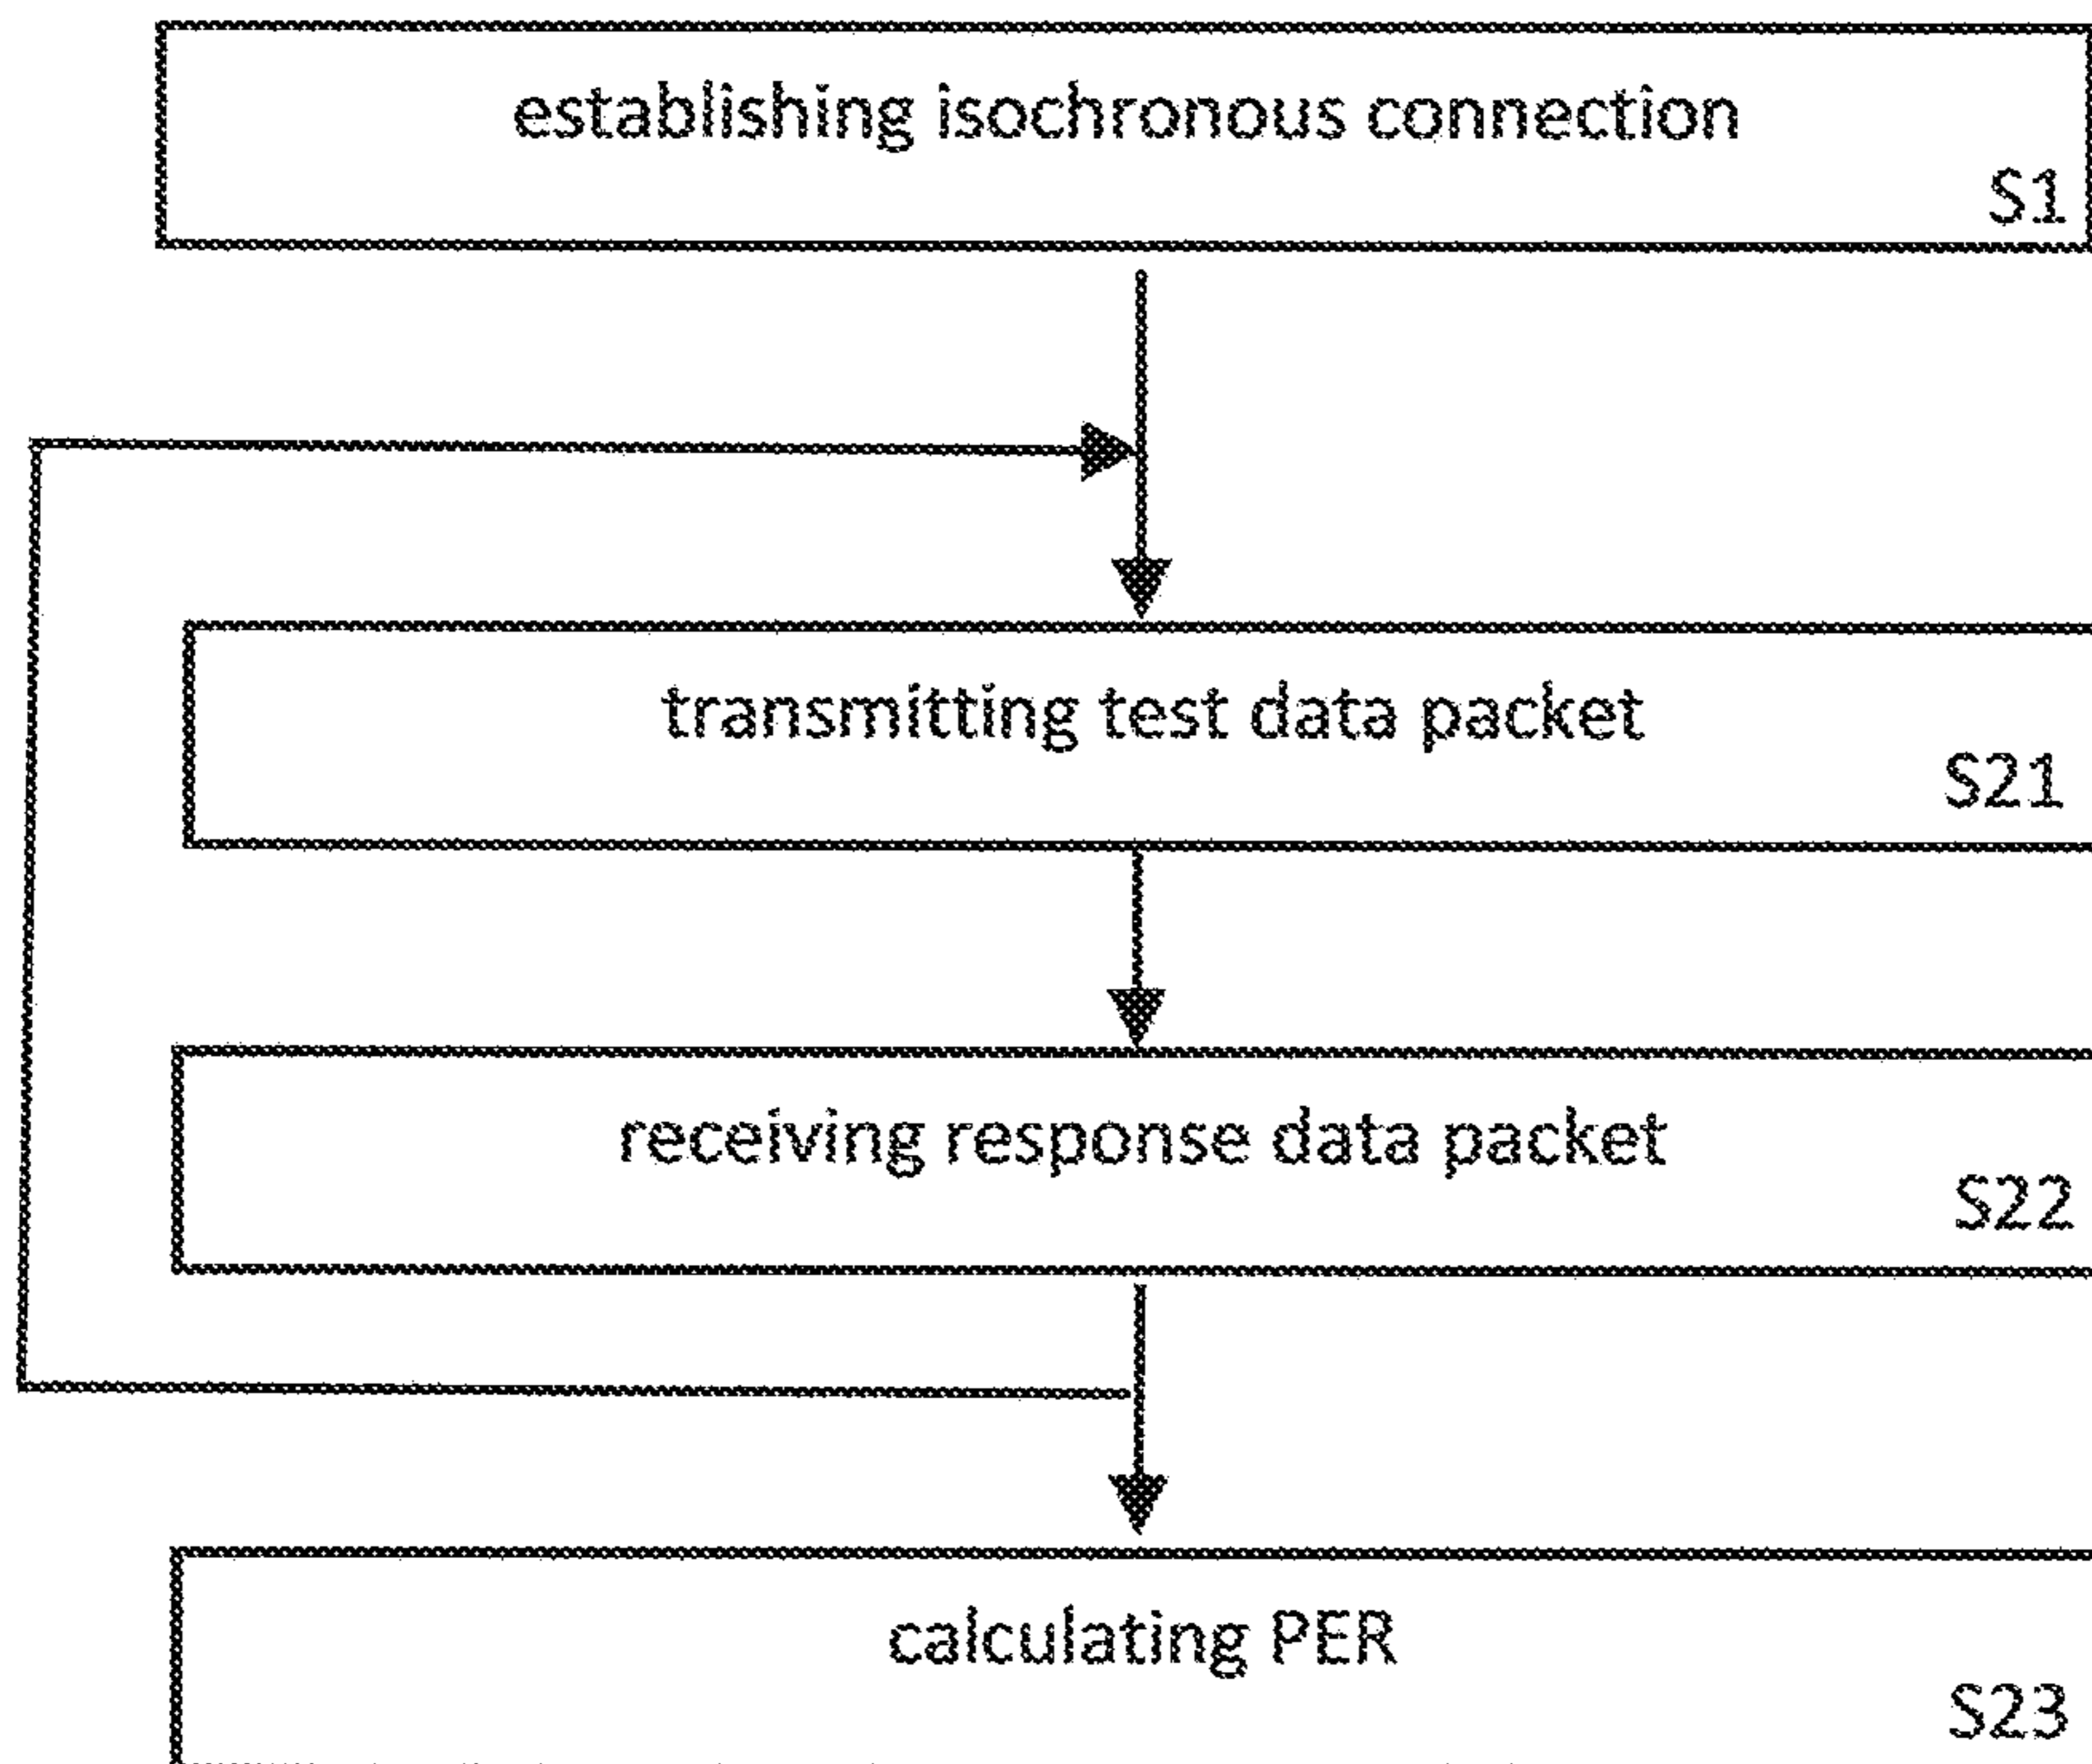 establishing isochronous connection
S1
transmitting test data packet
S21
receiving response data packet
S22
calculating PER
S23